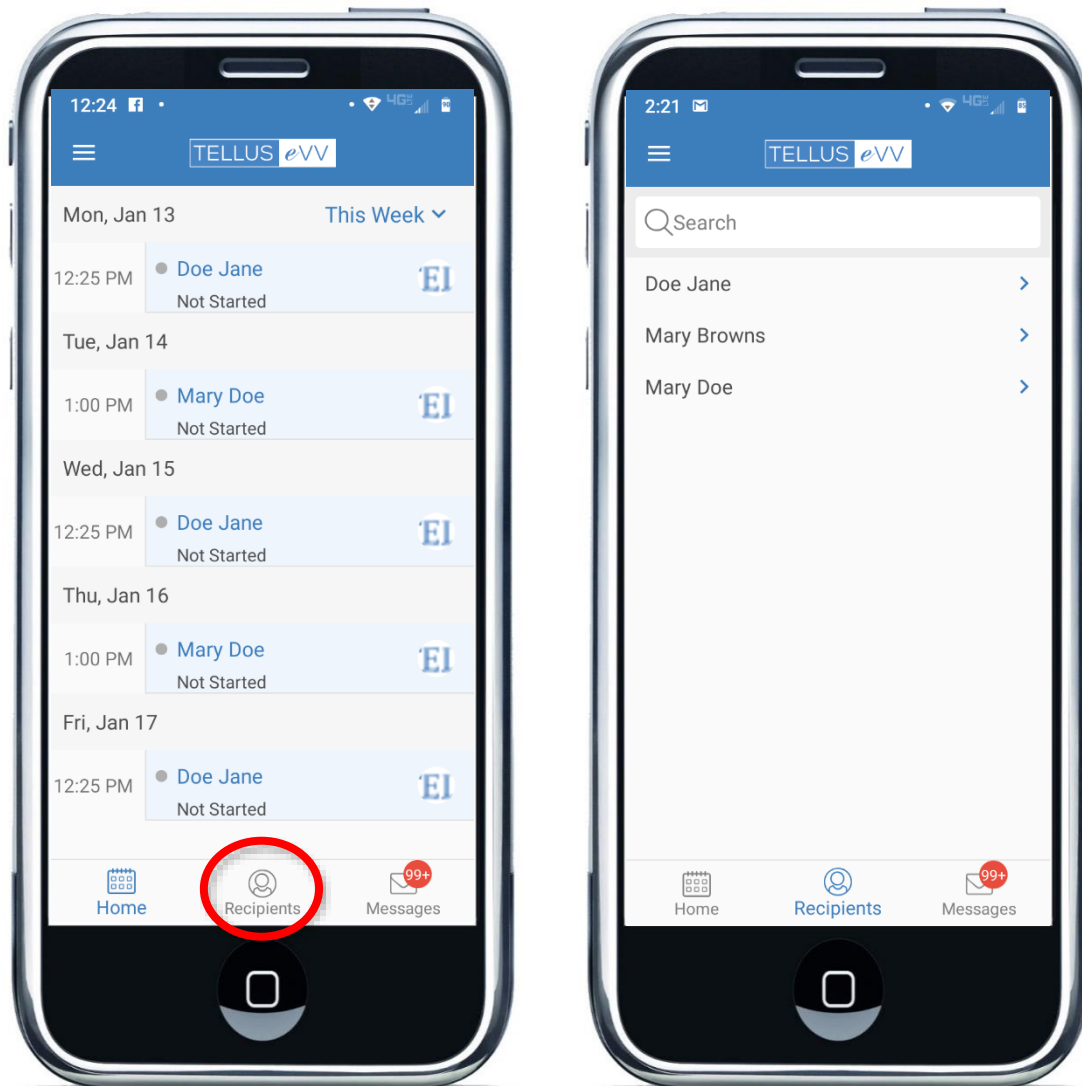 12:24
4GE
TELLUS eVV
Mon, Jan 13
This Week
12:25 PM
Doe Jane
Not Started
EI
Tue, Jan 14
1:00 PM
Mary Doe
Not Started
EI
Wed, Jan 15
12:25 PM
Doe Jane
Not Started
EI
Thu, Jan 16
1:00 PM
Mary Doe
Not Started
EI
Fri, Jan 17
12:25 PM
Doe Jane
Not Started
EI
Home
Recipients
99+
Messages
2:21
4GE
TELLUS eVV
Search
Doe Jane
Mary Browns
Mary Doe
Home
Recipients
99+
Messages